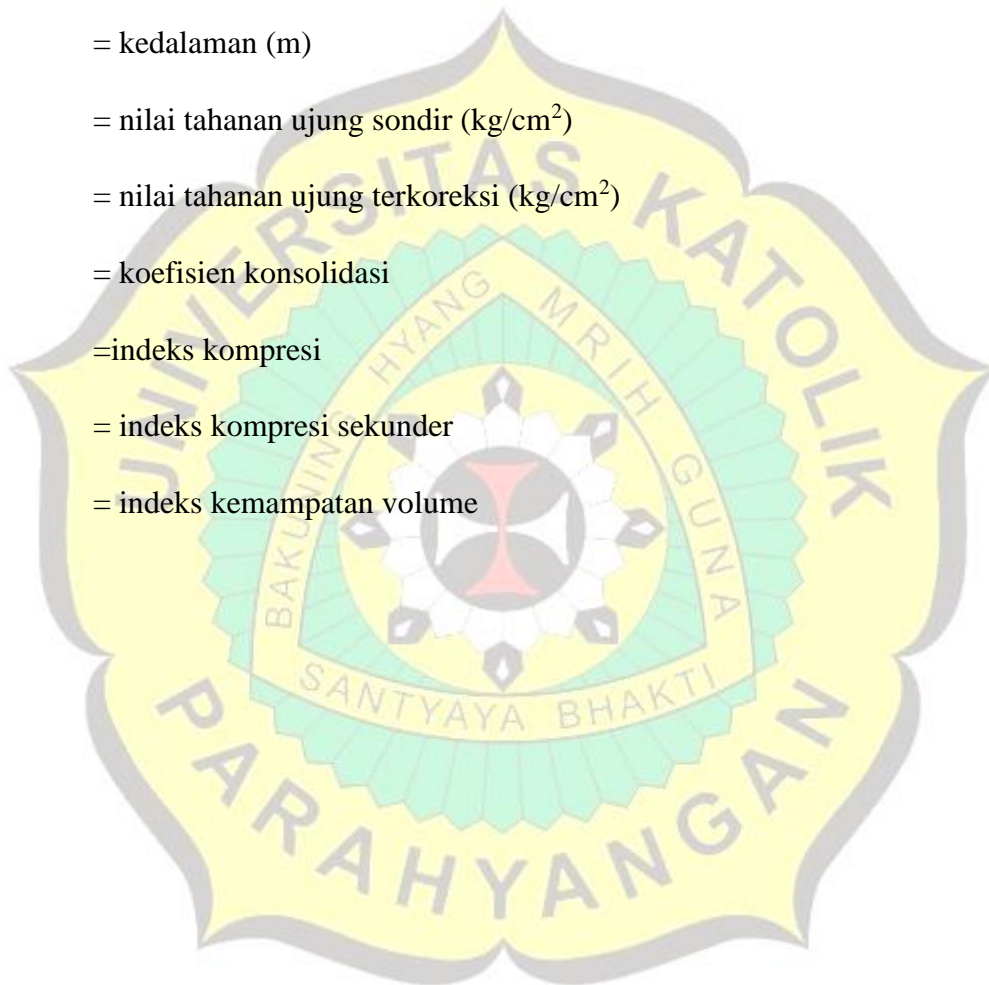 = kedalaman (m)
= nilai tahanan ujung sondir (kg/cm²)
= nilai tahanan ujung terkoreksi (kg/cm²)
= koefisien konsolidasi
=indeks kompresi
= indeks kompresi sekunder
= indeks kemampatan volume
UNIVERSITAS KATOLIK
PARAHYANGAN
BAKUNING HYANG MRIH GUNA
SANTYAYA BHAKTI